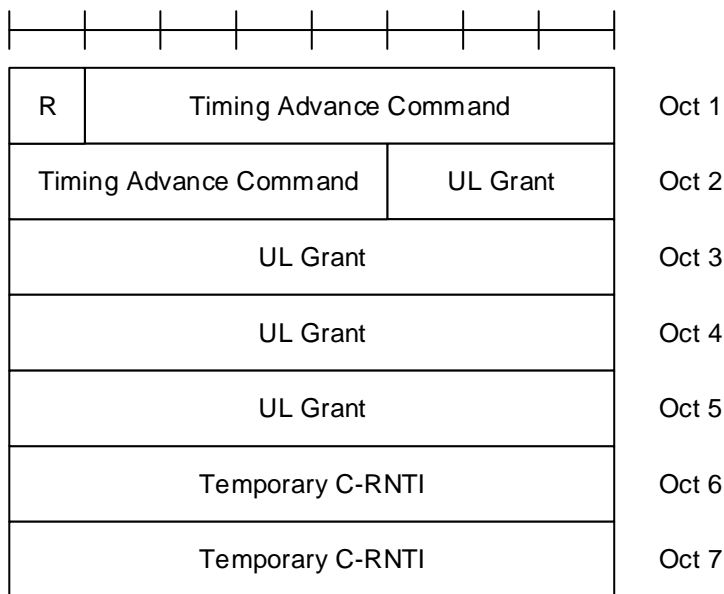 R Timing Advance Command Oct 1
Timing Advance Command UL Grant Oct 2
UL Grant Oct 3
UL Grant Oct 4
UL Grant Oct 5
Temporary C-RNTI Oct 6
Temporary C-RNTI Oct 7